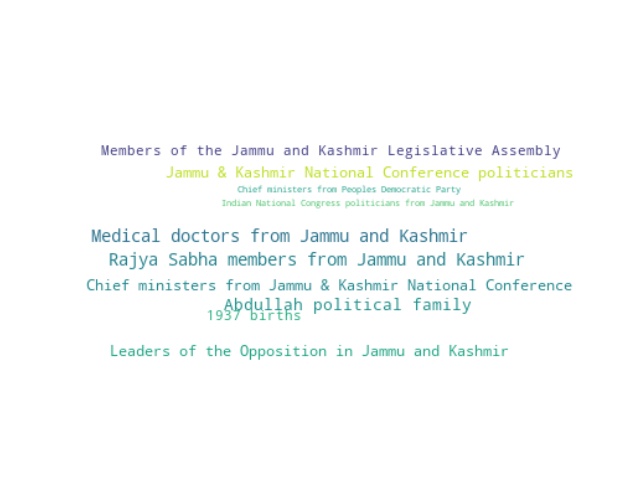 Members of the Jammu and Kashmir Legislative Assembly
Jammu & Kashmir National Conference politicians
Chief ministers from Peoples Democratic Party
Indian National Congress politicians from Jammu and Kashmir
Medical doctors from Jammu and Kashmir
Rajya Sabha members from Jammu and Kashmir
Chief ministers from Jammu & Kashmir National Conference
Abdullah political family
1937 births
Leaders of the Opposition in Jammu and Kashmir